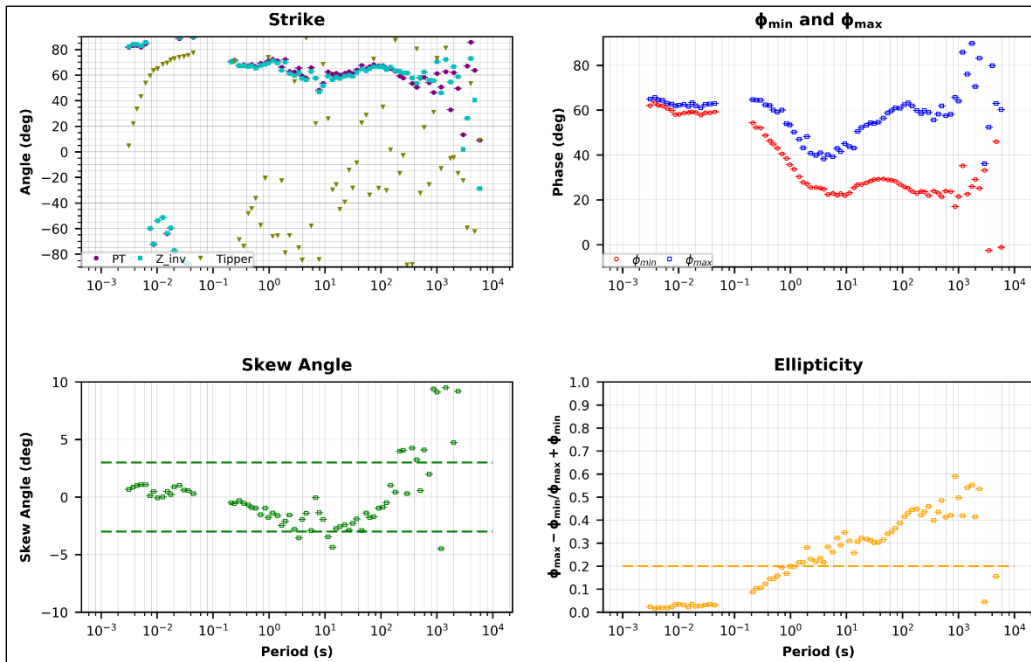 Strike
Angle (deg)
80
60
40
20
0
−20
−40
−60
−80
PT Z_inv Tipper
10⁻³ 10⁻² 10⁻¹ 10⁰ 10¹ 10² 10³ 10⁴
ϕmin and ϕmax
Phase (deg)
80
60
40
20
0
ϕmin ϕmax
10⁻³ 10⁻² 10⁻¹ 10⁰ 10¹ 10² 10³ 10⁴
Skew Angle
Skew Angle (deg)
10
5
0
−5
−10
10⁻³ 10⁻² 10⁻¹ 10⁰ 10¹ 10² 10³ 10⁴
Period (s)
Ellipticity
ϕmax − ϕmin/ϕmax + ϕmin
1.0
0.9
0.8
0.7
0.6
0.5
0.4
0.3
0.2
0.1
0.0
10⁻³ 10⁻² 10⁻¹ 10⁰ 10¹ 10² 10³ 10⁴
Period (s)